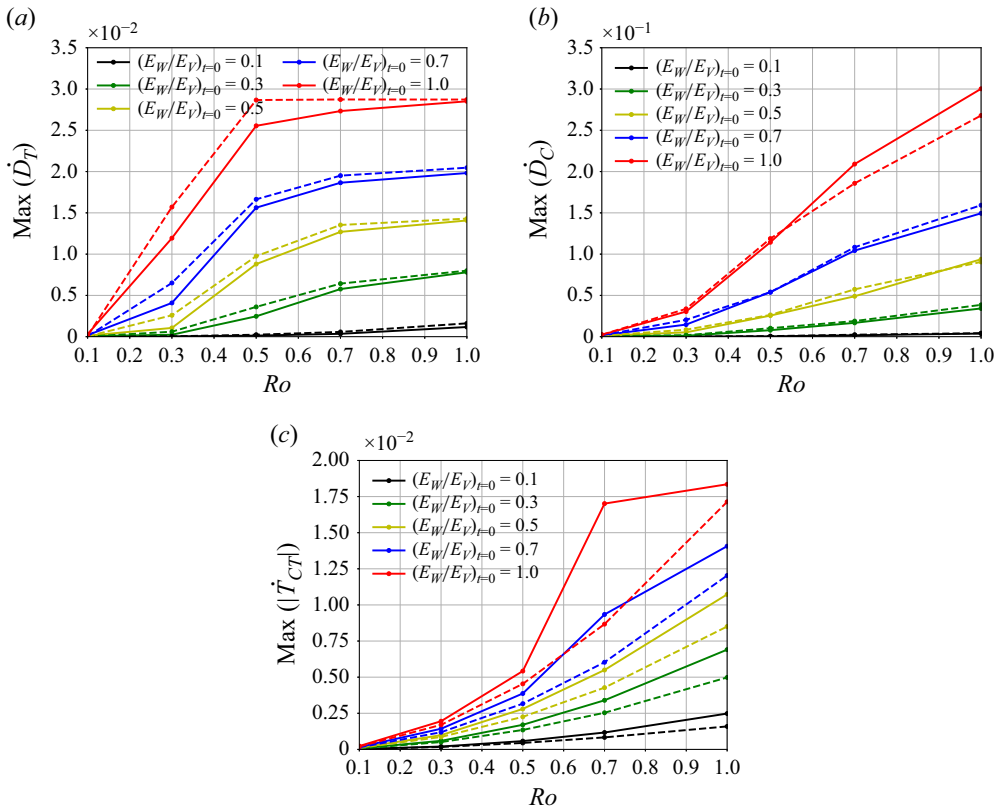 (a)
×10⁻²
3.5
3.0
2.5
2.0
1.5
1.0
0.5
0
Max (Ḋ_T)
(E_W/E_V)_{t=0} = 0.1
(E_W/E_V)_{t=0} = 0.3
(E_W/E_V)_{t=0} = 0.5
(E_W/E_V)_{t=0} = 0.7
(E_W/E_V)_{t=0} = 1.0
0.1 0.2 0.3 0.4 0.5 0.6 0.7 0.8 0.9 1.0
Ro
(b)
×10⁻¹
3.5
3.0
2.5
2.0
1.5
1.0
0.5
0
Max (Ḋ_C)
(E_W/E_V)_{t=0} = 0.1
(E_W/E_V)_{t=0} = 0.3
(E_W/E_V)_{t=0} = 0.5
(E_W/E_V)_{t=0} = 0.7
(E_W/E_V)_{t=0} = 1.0
0.1 0.2 0.3 0.4 0.5 0.6 0.7 0.8 0.9 1.0
Ro
(c)
×10⁻²
2.00
1.75
1.50
1.25
1.00
0.75
0.50
0.25
0
Max (|Ṫ_{CT}|)
(E_W/E_V)_{t=0} = 0.1
(E_W/E_V)_{t=0} = 0.3
(E_W/E_V)_{t=0} = 0.5
(E_W/E_V)_{t=0} = 0.7
(E_W/E_V)_{t=0} = 1.0
0.1 0.2 0.3 0.4 0.5 0.6 0.7 0.8 0.9 1.0
Ro